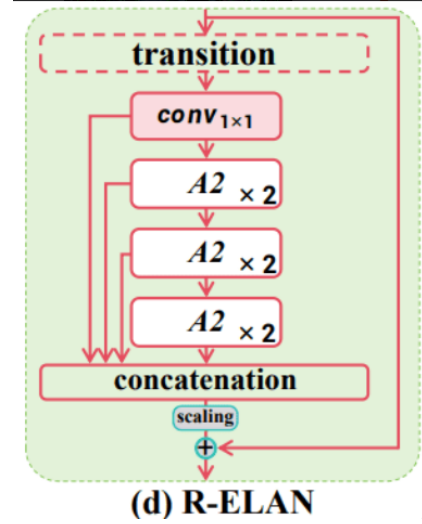 transition
conv1×1
A2 × 2
A2 × 2
A2 × 2
concatenation
scaling
+
(d) R-ELAN